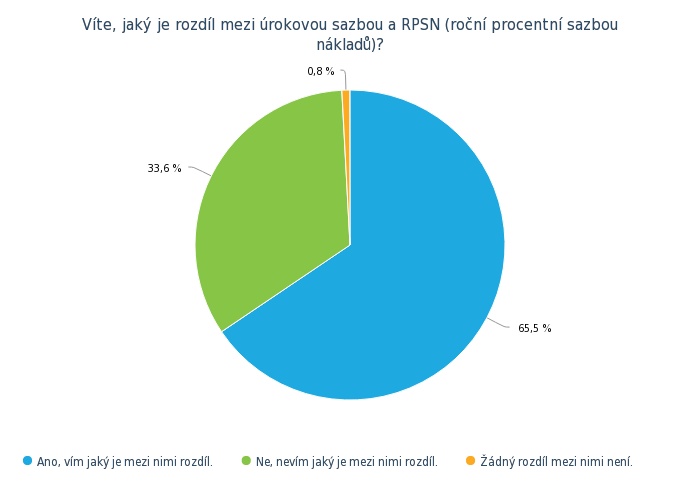 Víte, jaký je rozdíl mezi úrokovou sazbou a RPSN (roční procentní sazbou
nákladů)?
0,8 %
33,6 %
65,5 %
Ano, vím jaký je mezi nimi rozdíl.
Ne, nevím jaký je mezi nimi rozdíl.
Žádný rozdíl mezi nimi není.